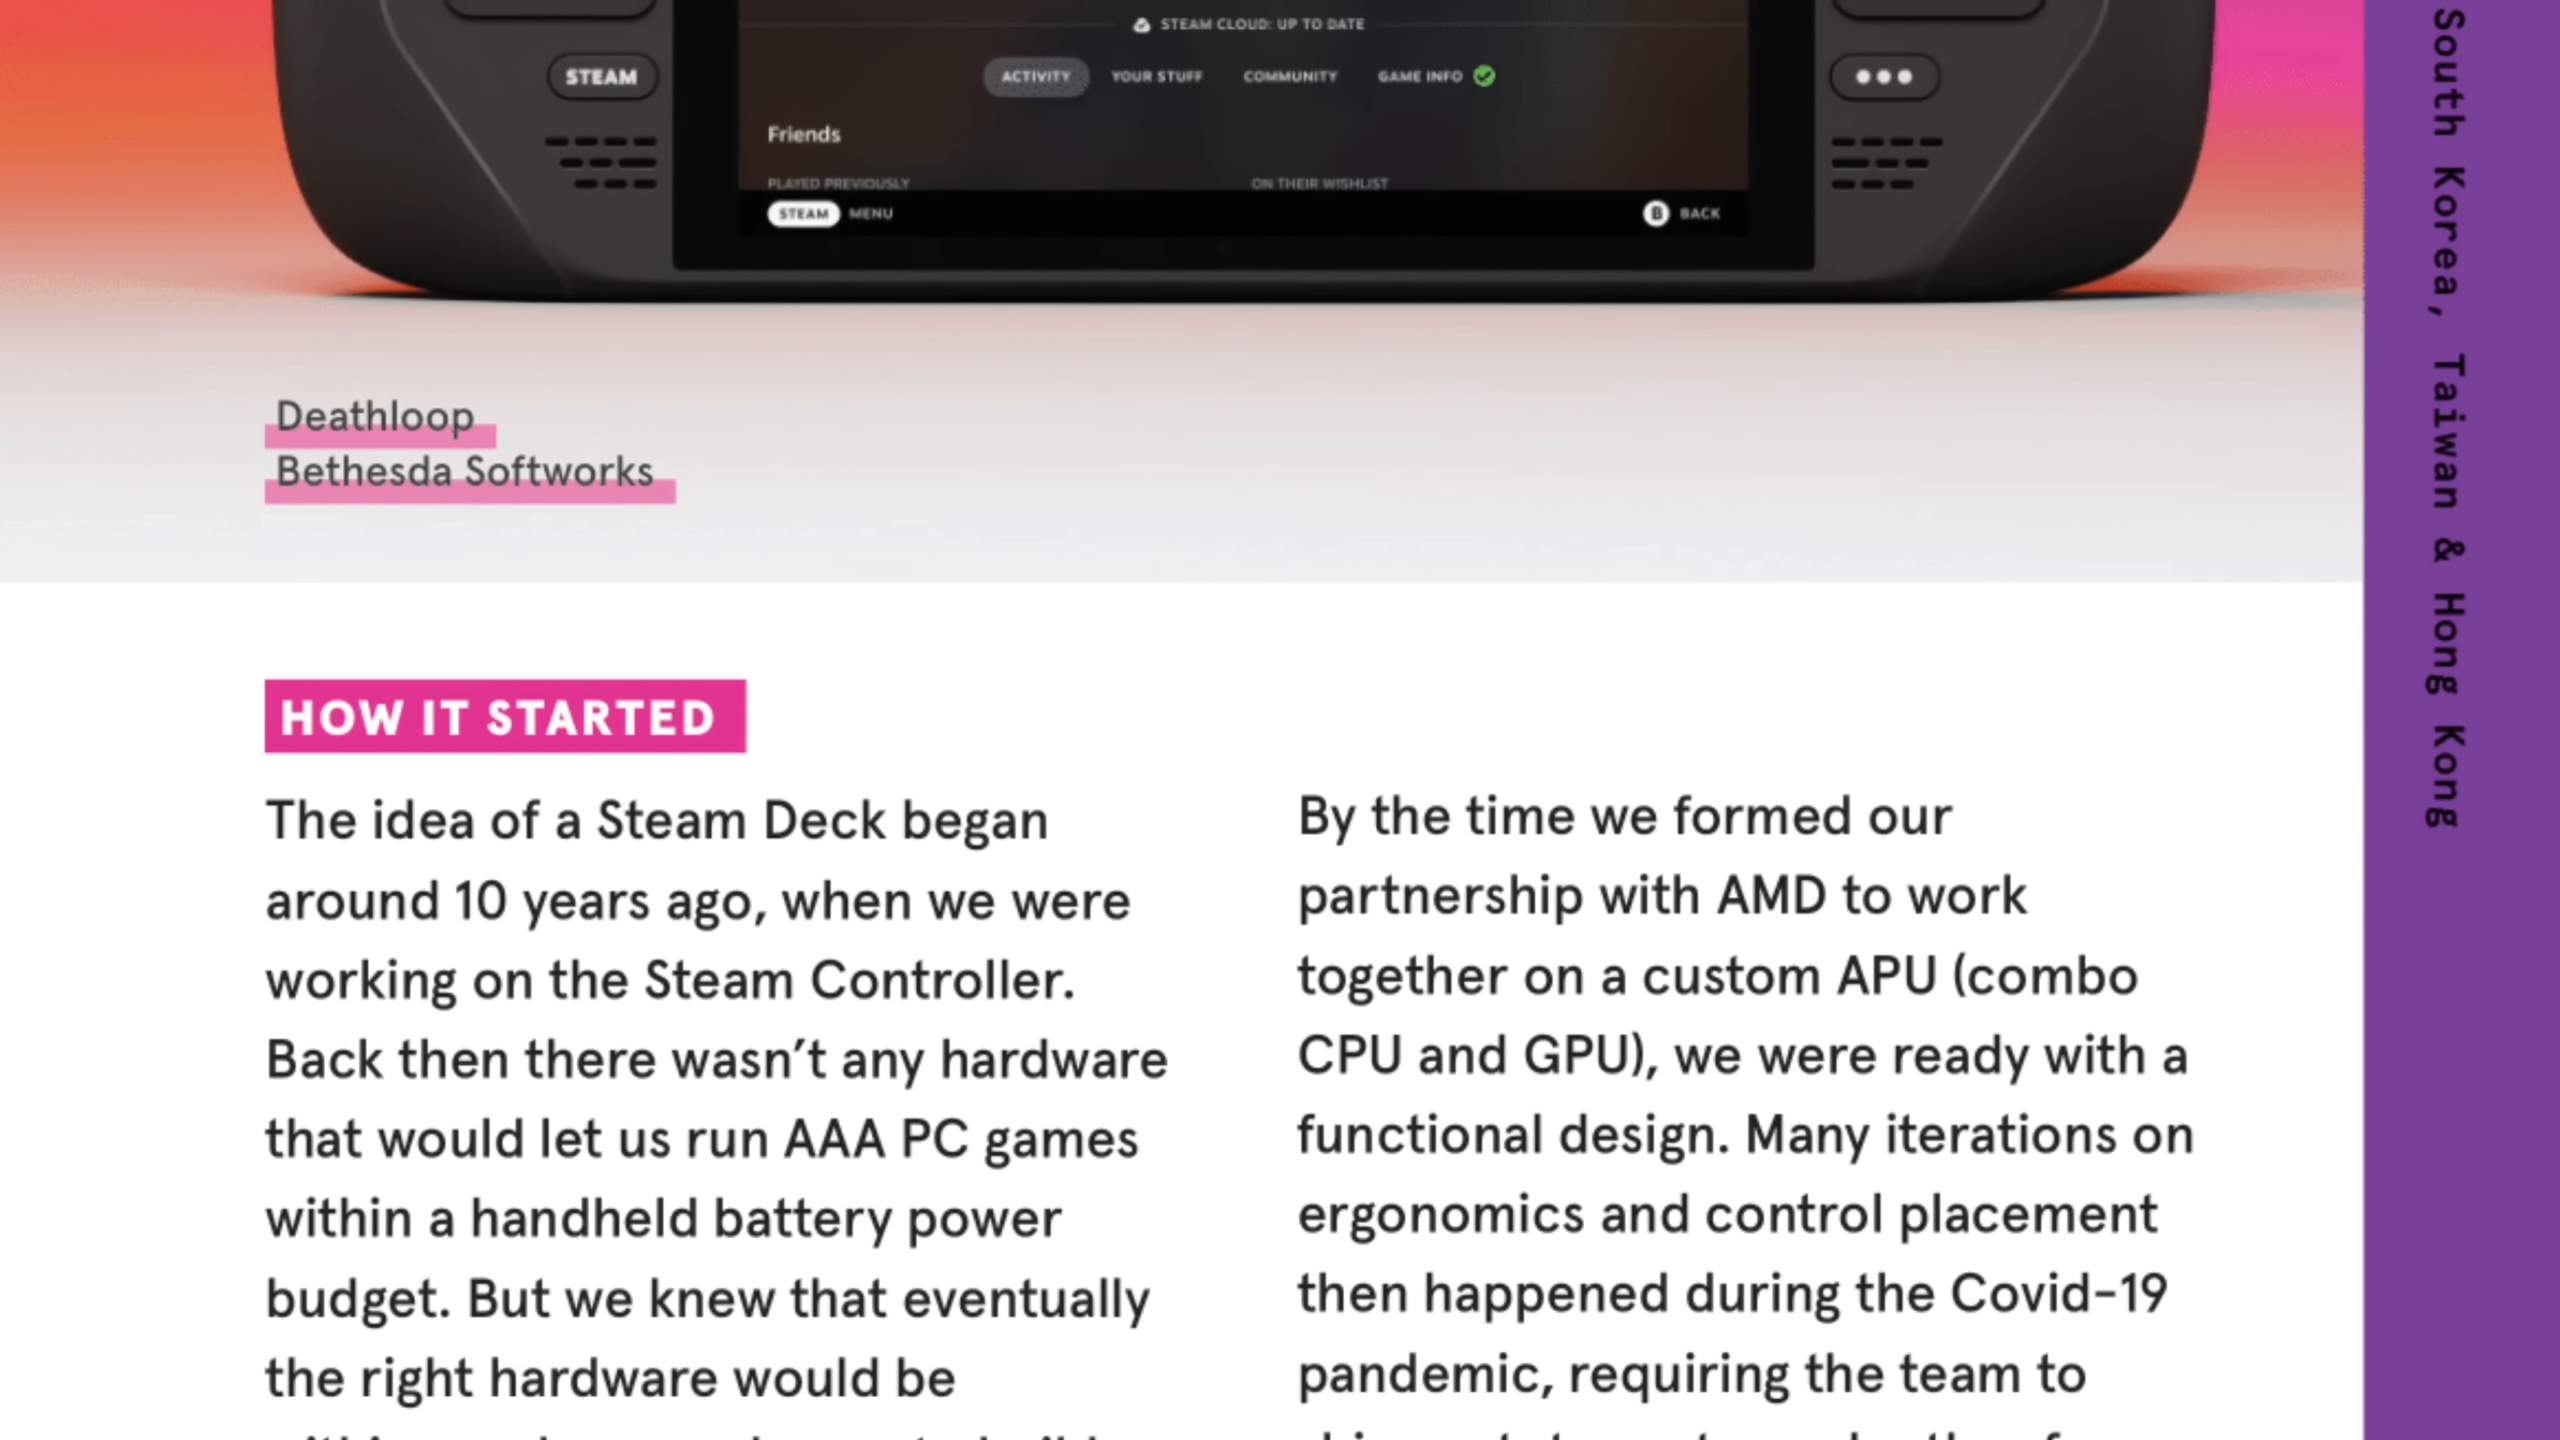 STEAM CLOUD: UP TO DATE
STEAM
ACTIVITY YOUR STUFF COMMUNITY GAME INFO
Friends
PLAYED PREVIOUSLY ON THEIR WISHLIST
STEAM MENU B BACK
Deathloop
Bethesda Softworks
HOW IT STARTED
The idea of a Steam Deck began
around 10 years ago, when we were
working on the Steam Controller.
Back then there wasn’t any hardware
that would let us run AAA PC games
within a handheld battery power
budget. But we knew that eventually
the right hardware would be
By the time we formed our
partnership with AMD to work
together on a custom APU (combo
CPU and GPU), we were ready with a
functional design. Many iterations on
ergonomics and control placement
then happened during the Covid-19
pandemic, requiring the team to
South Korea, Taiwan & Hong Kong